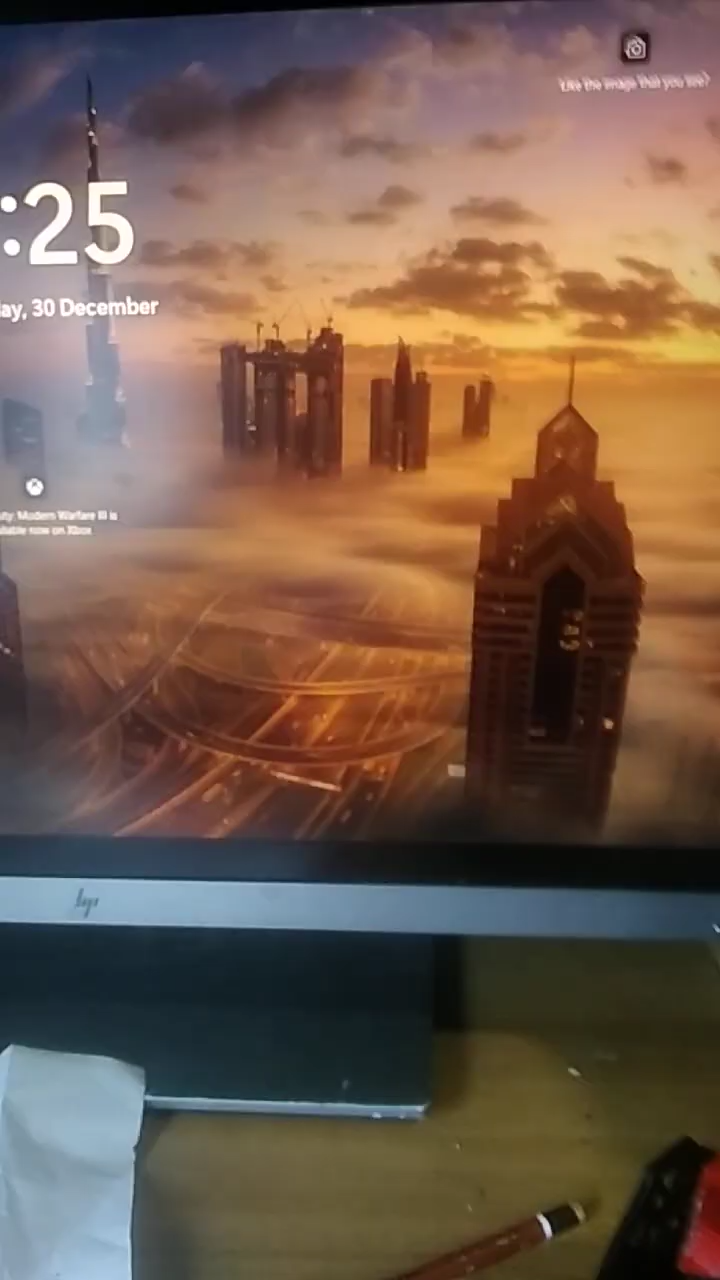 Like the image that you see?
:25
ay, 30 December
ty: Modern Warfare III is
ilable now on Xbox
hp